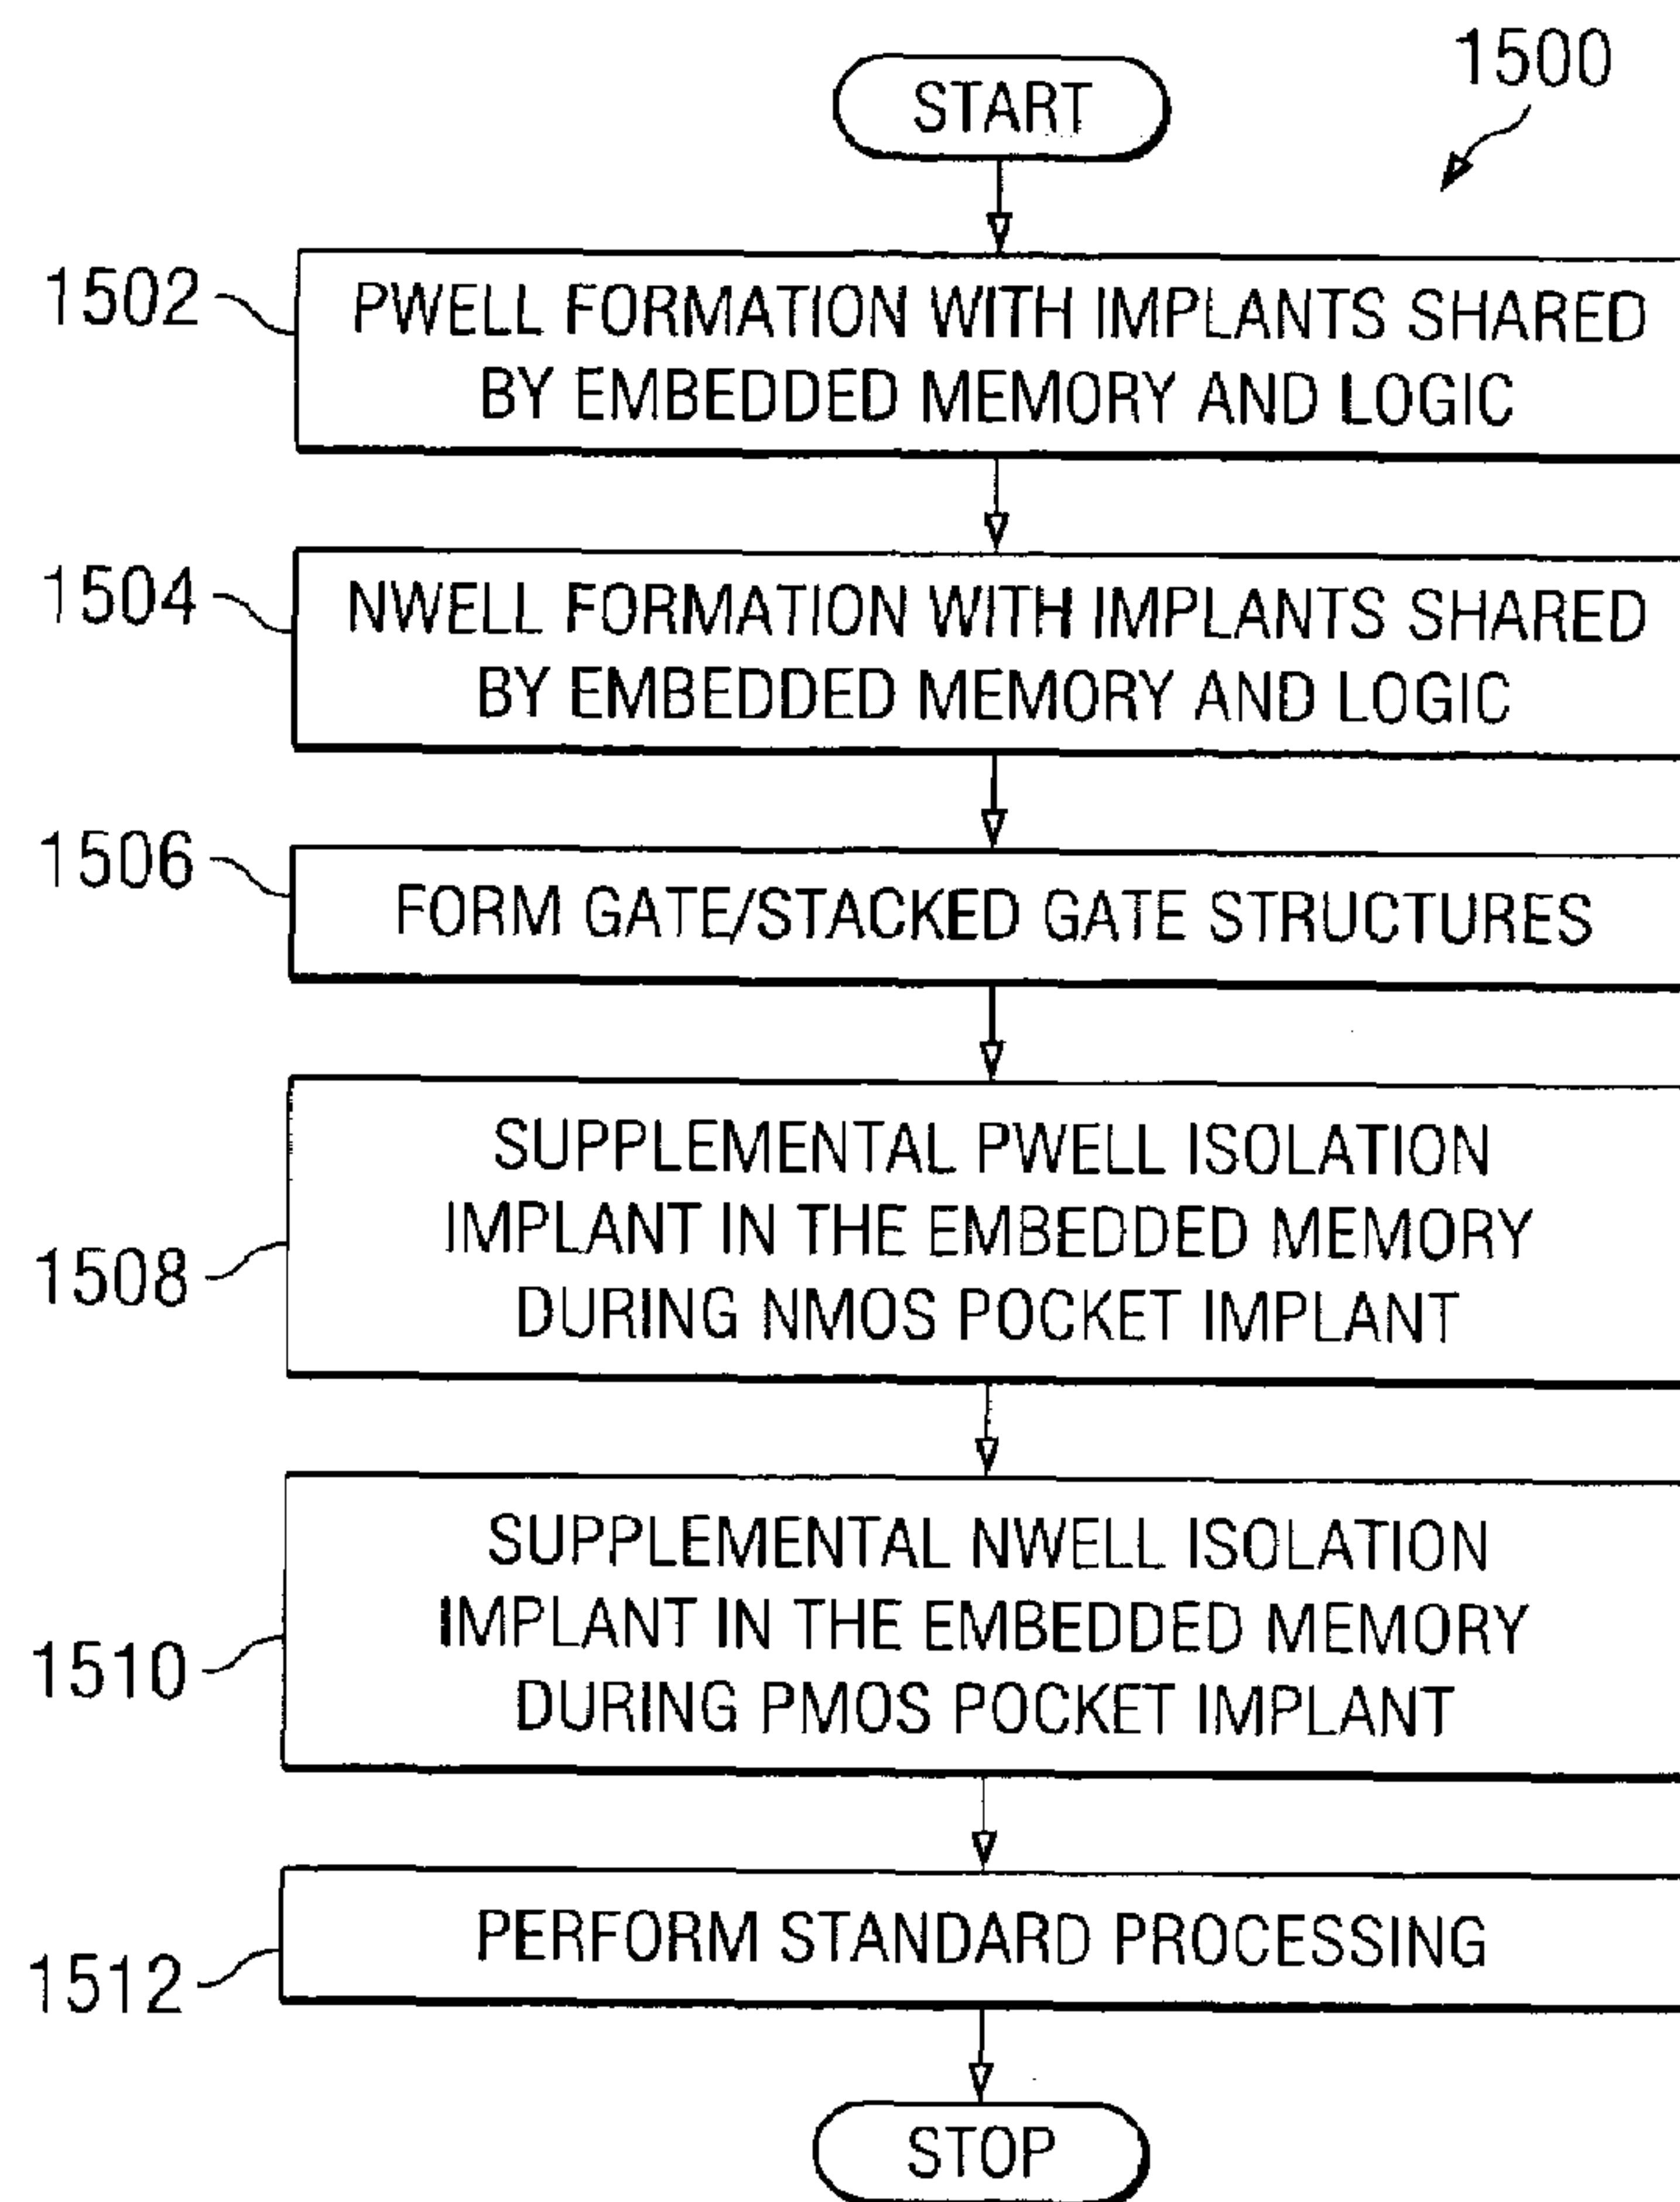 1500
START
1502
PWELL FORMATION WITH IMPLANTS SHARED
BY EMBEDDED MEMORY AND LOGIC
1504
NWELL FORMATION WITH IMPLANTS SHARED
BY EMBEDDED MEMORY AND LOGIC
1506
FORM GATE/STACKED GATE STRUCTURES
1508
SUPPLEMENTAL PWELL ISOLATION
IMPLANT IN THE EMBEDDED MEMORY
DURING NMOS POCKET IMPLANT
1510
SUPPLEMENTAL NWELL ISOLATION
IMPLANT IN THE EMBEDDED MEMORY
DURING PMOS POCKET IMPLANT
1512
PERFORM STANDARD PROCESSING
STOP